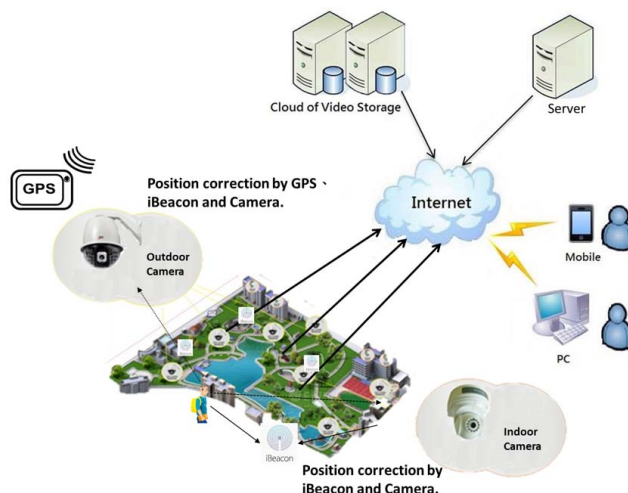 Cloud of Video Storage
Server
GPS
Position correction by GPS、
iBeacon and Camera.
Internet
Outdoor
Camera
Mobile
PC
iBeacon
Indoor
Camera
Position correction by
iBeacon and Camera.